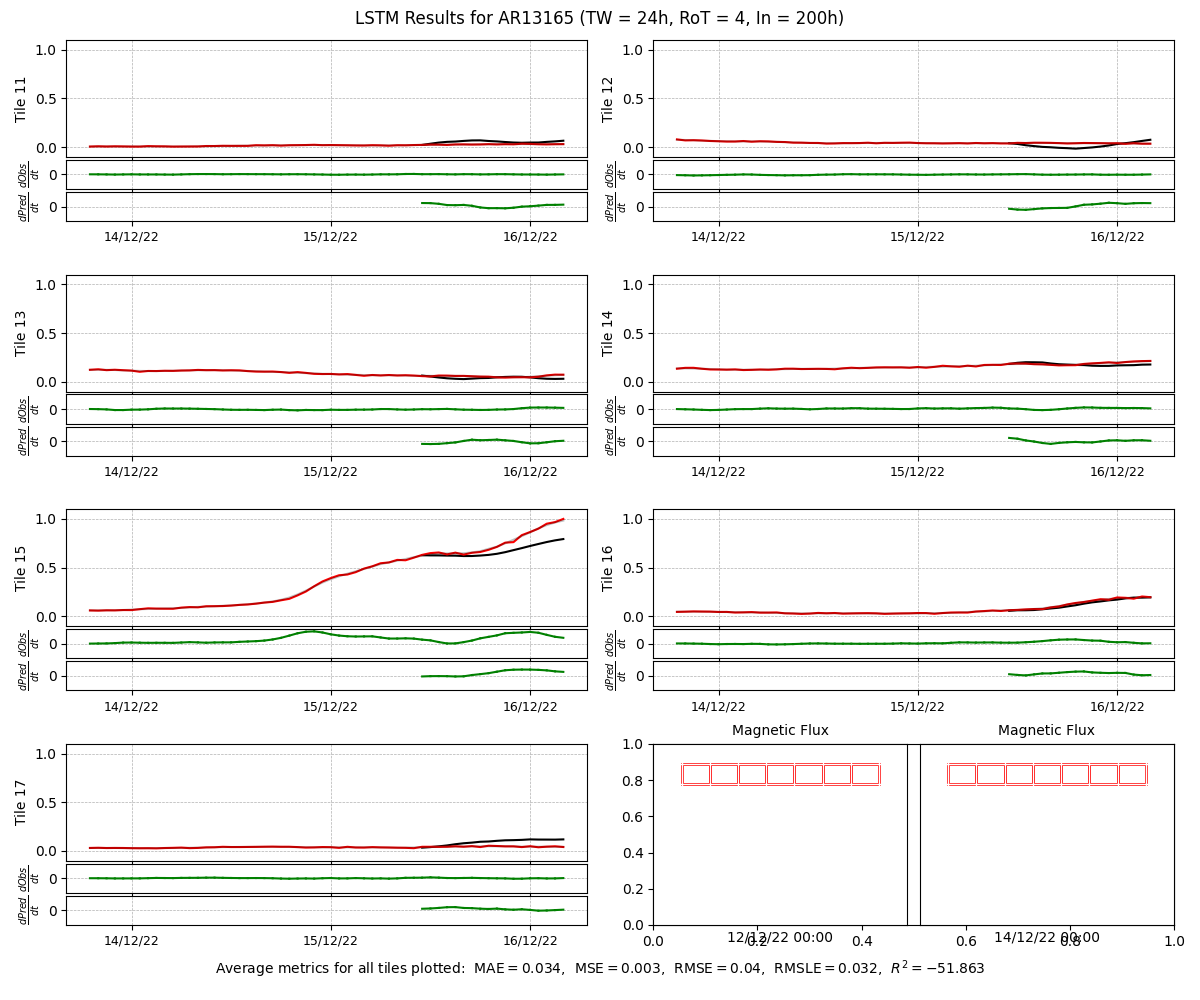 LSTM Results for AR13165 (TW = 24h, RoT = 4, In = 200h)
Tile 11
1.0
0.5
0.0
dObs
dt
0
dPred
dt
0
14/12/22 15/12/22 16/12/22
Tile 12
1.0
0.5
0.0
dObs
dt
0
dPred
dt
0
14/12/22 15/12/22 16/12/22
Tile 13
1.0
0.5
0.0
dObs
dt
0
dPred
dt
0
14/12/22 15/12/22 16/12/22
Tile 14
1.0
0.5
0.0
dObs
dt
0
dPred
dt
0
14/12/22 15/12/22 16/12/22
Tile 15
1.0
0.5
0.0
dObs
dt
0
dPred
dt
0
14/12/22 15/12/22 16/12/22
Tile 16
1.0
0.5
0.0
dObs
dt
0
dPred
dt
0
14/12/22 15/12/22 16/12/22
Tile 17
1.0
0.5
0.0
dObs
dt
0
dPred
dt
0
14/12/22 15/12/22 16/12/22
Magnetic Flux Magnetic Flux
1.0
0.8
0.6
0.4
0.2
0.0
0.0 0.2 0.4 0.6 0.8 1.0
12/12/22 00:00 14/12/22 00:00
Average metrics for all tiles plotted: MAE = 0.034, MSE = 0.003, RMSE = 0.04, RMSLE = 0.032, R² = −51.863